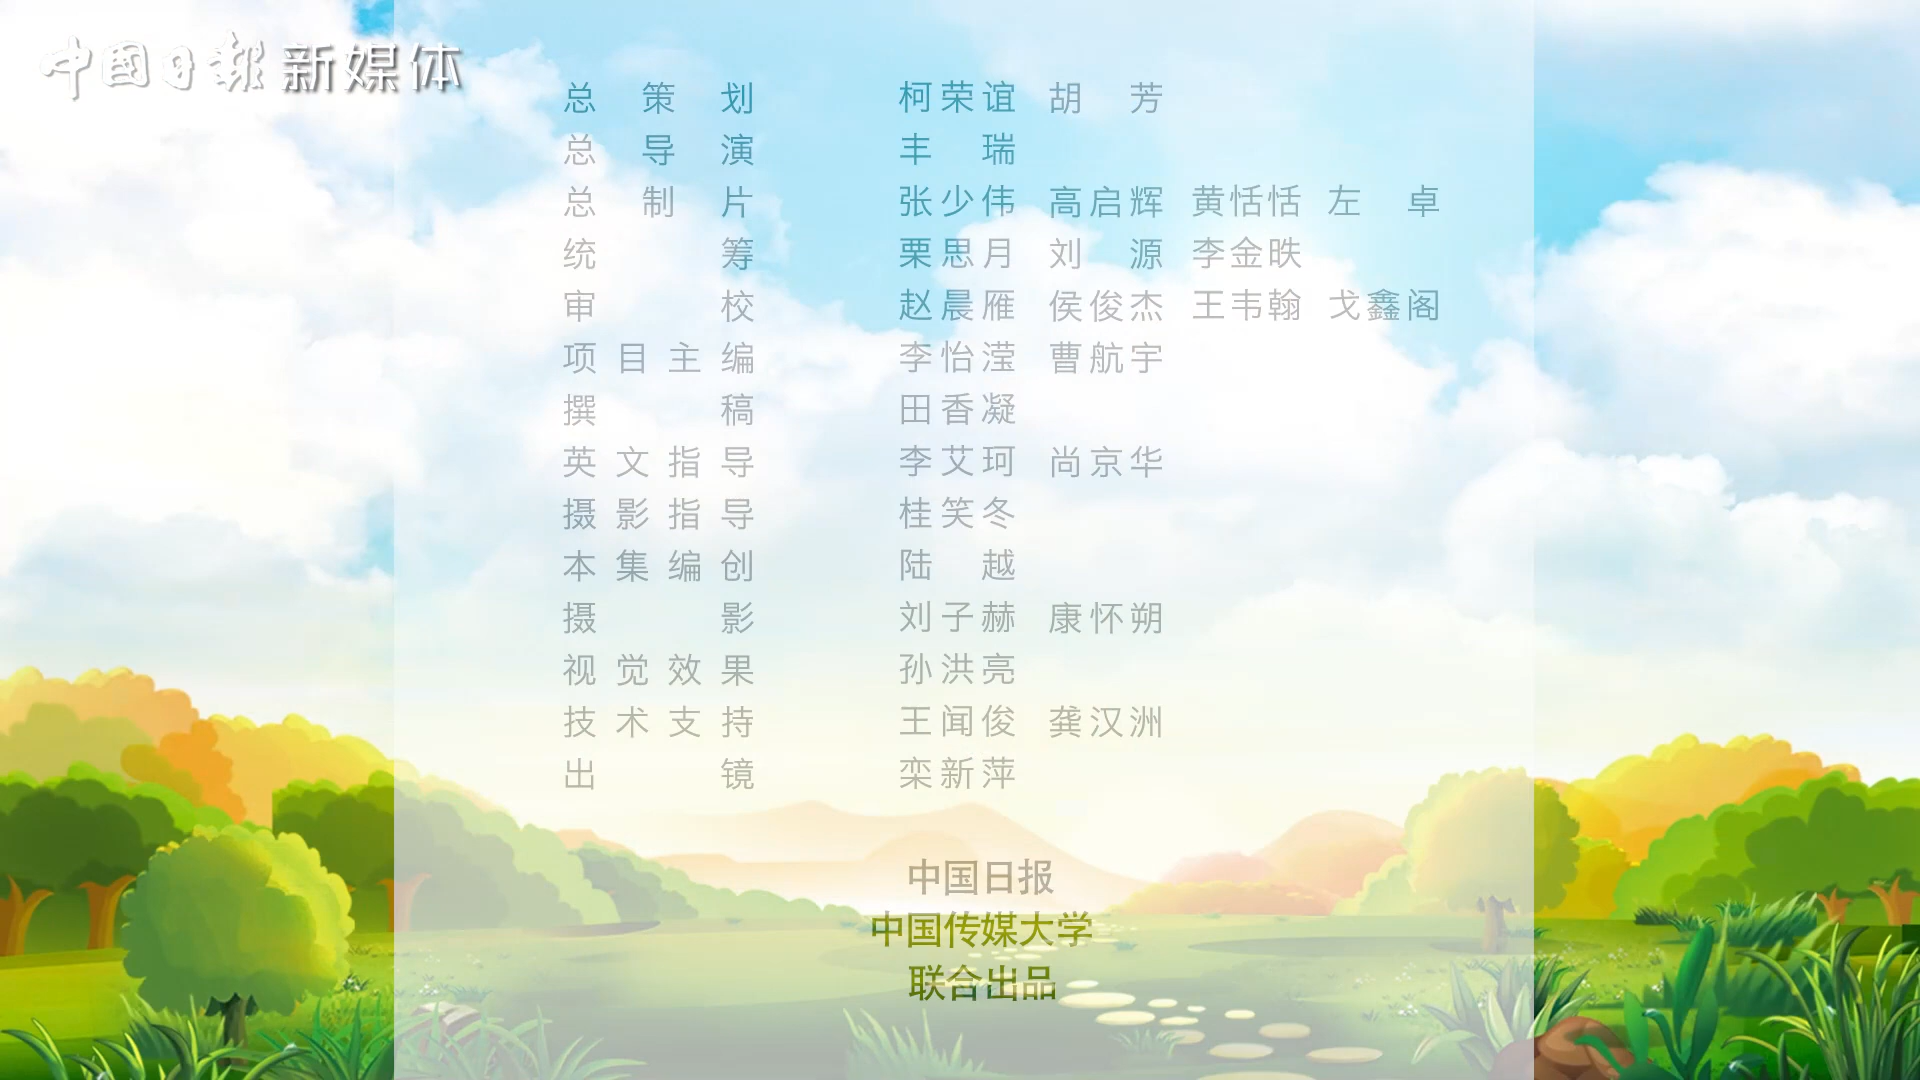 中国日报 新媒体
总策划 柯荣谊 胡芳
总导演 丰瑞
总制片 张少伟 高启辉 黄恬恬 左卓
统筹 栗思月 刘源 李金昳
审校 赵晨雁 侯俊杰 王韦翰 戈鑫阁
项目主编 李怡滢 曹航宇
撰稿 田香凝
英文指导 李艾珂 尚京华
摄影指导 桂笑冬
本集编创 陆越
摄影 刘子赫 康怀朔
视觉效果 孙洪亮
技术支持 王闻俊 龚汉洲
出镜 栾新萍
中国日报
中国传媒大学
联合出品